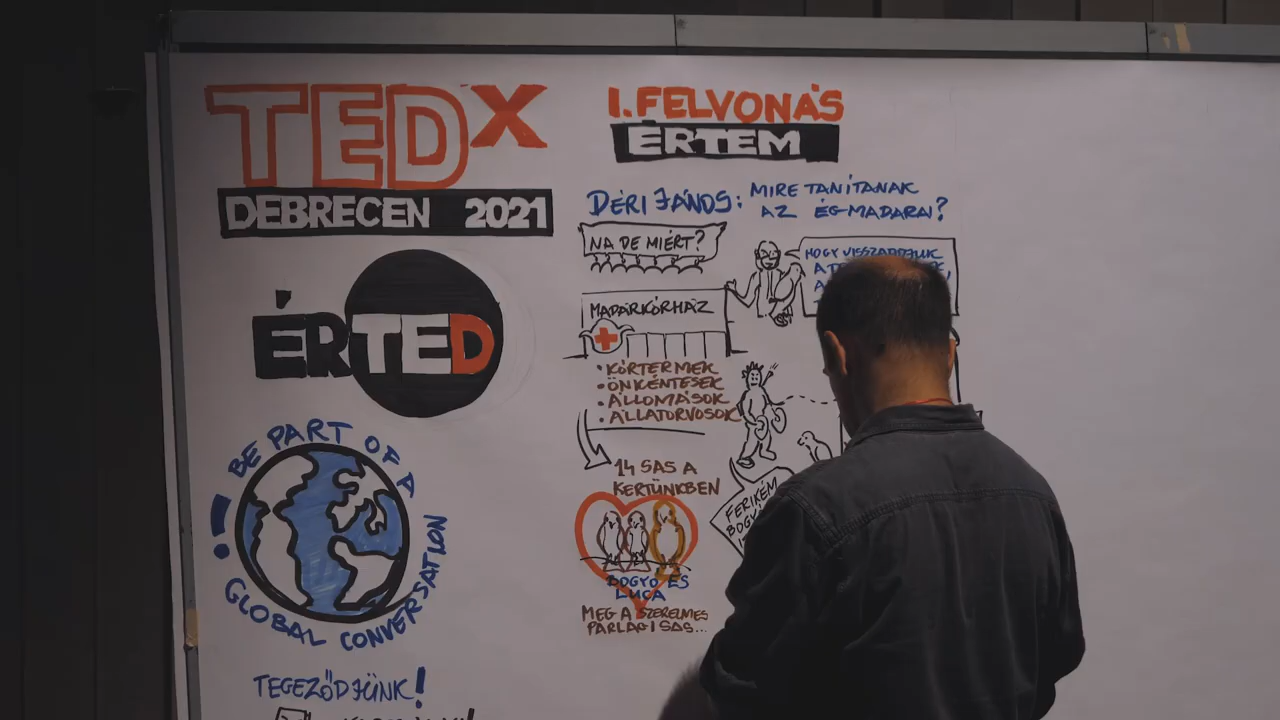 TEDX
DEBRECEN 2021
ÉRTED
BE PART OF A
GLOBAL CONVERSATION!
TEGEZŐDJÜNK!
I. FELVONÁS
ÉRTEM
DÉRI JÁNOS: MIRE TANÍTANAK
AZ ÉG MADARAI?
NA DE MIÉRT?
HOGY VISSZAADJUK
MADÁRKÓRHÁZ
• KÓRTERMEK
• ÖNKÉNTESEK
• ÁLLOMÁSOK
• ÁLLATORVOSOK
14 SAS A
KERTÜNKBEN
FERIKÉM
BOGYÓ ÉS
LUCA
MEG A SZERELMES
PARLAGI SAS...